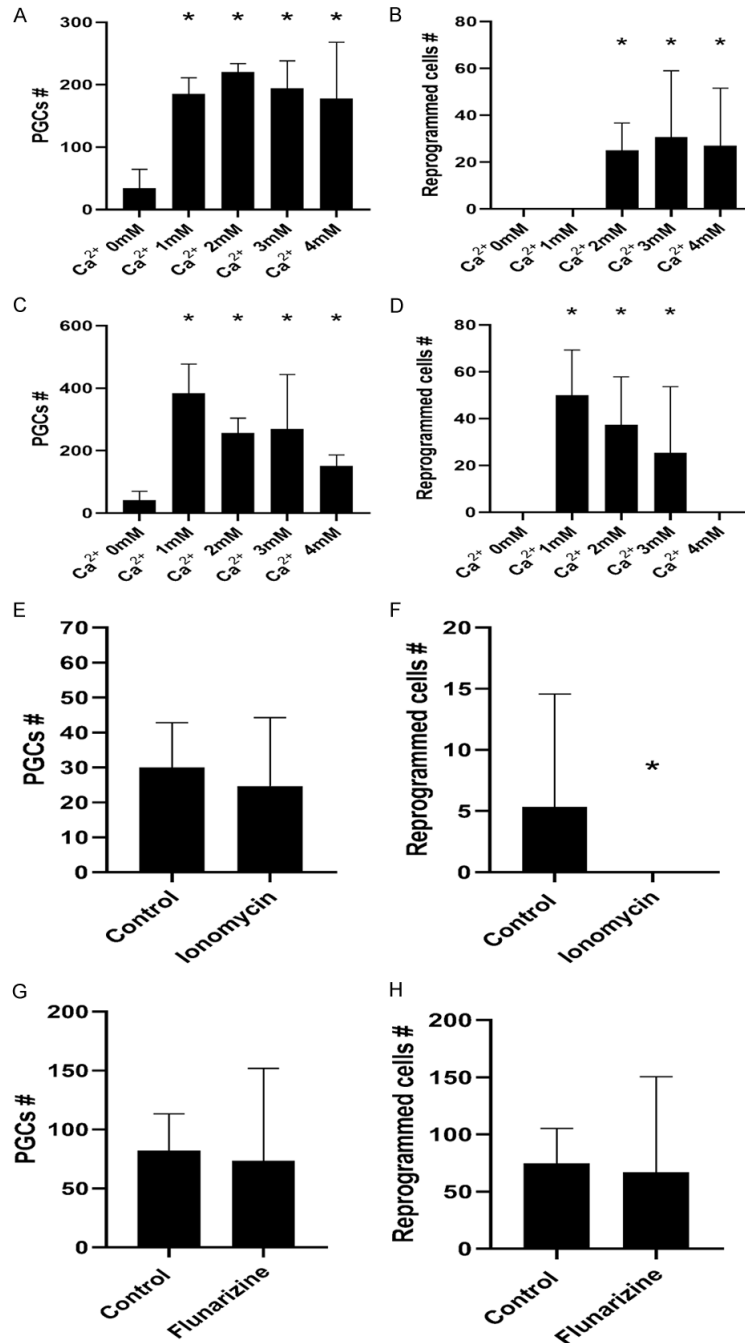 A
PGCs #
300
200
100
0
* * * *
Ca²⁺ 0mM
Ca²⁺ 1mM
Ca²⁺ 2mM
Ca²⁺ 3mM
Ca²⁺ 4mM
B
Reprogrammed cells #
80
60
40
20
0
* * *
Ca²⁺ 0mM
Ca²⁺ 1mM
Ca²⁺ 2mM
Ca²⁺ 3mM
Ca²⁺ 4mM
C
PGCs #
600
400
200
0
* * * *
Ca²⁺ 0mM
Ca²⁺ 1mM
Ca²⁺ 2mM
Ca²⁺ 3mM
Ca²⁺ 4mM
D
Reprogrammed cells #
80
60
40
20
0
* * *
Ca²⁺ 0mM
Ca²⁺ 1mM
Ca²⁺ 2mM
Ca²⁺ 3mM
Ca²⁺ 4mM
E
PGCs #
70
60
50
40
30
20
10
0
Control
Ionomycin
F
Reprogrammed cells #
20
15
10
5
0
*
Control
Ionomycin
G
PGCs #
200
150
100
50
0
Control
Flunarizine
H
Reprogrammed cells #
200
150
100
50
0
Control
Flunarizine